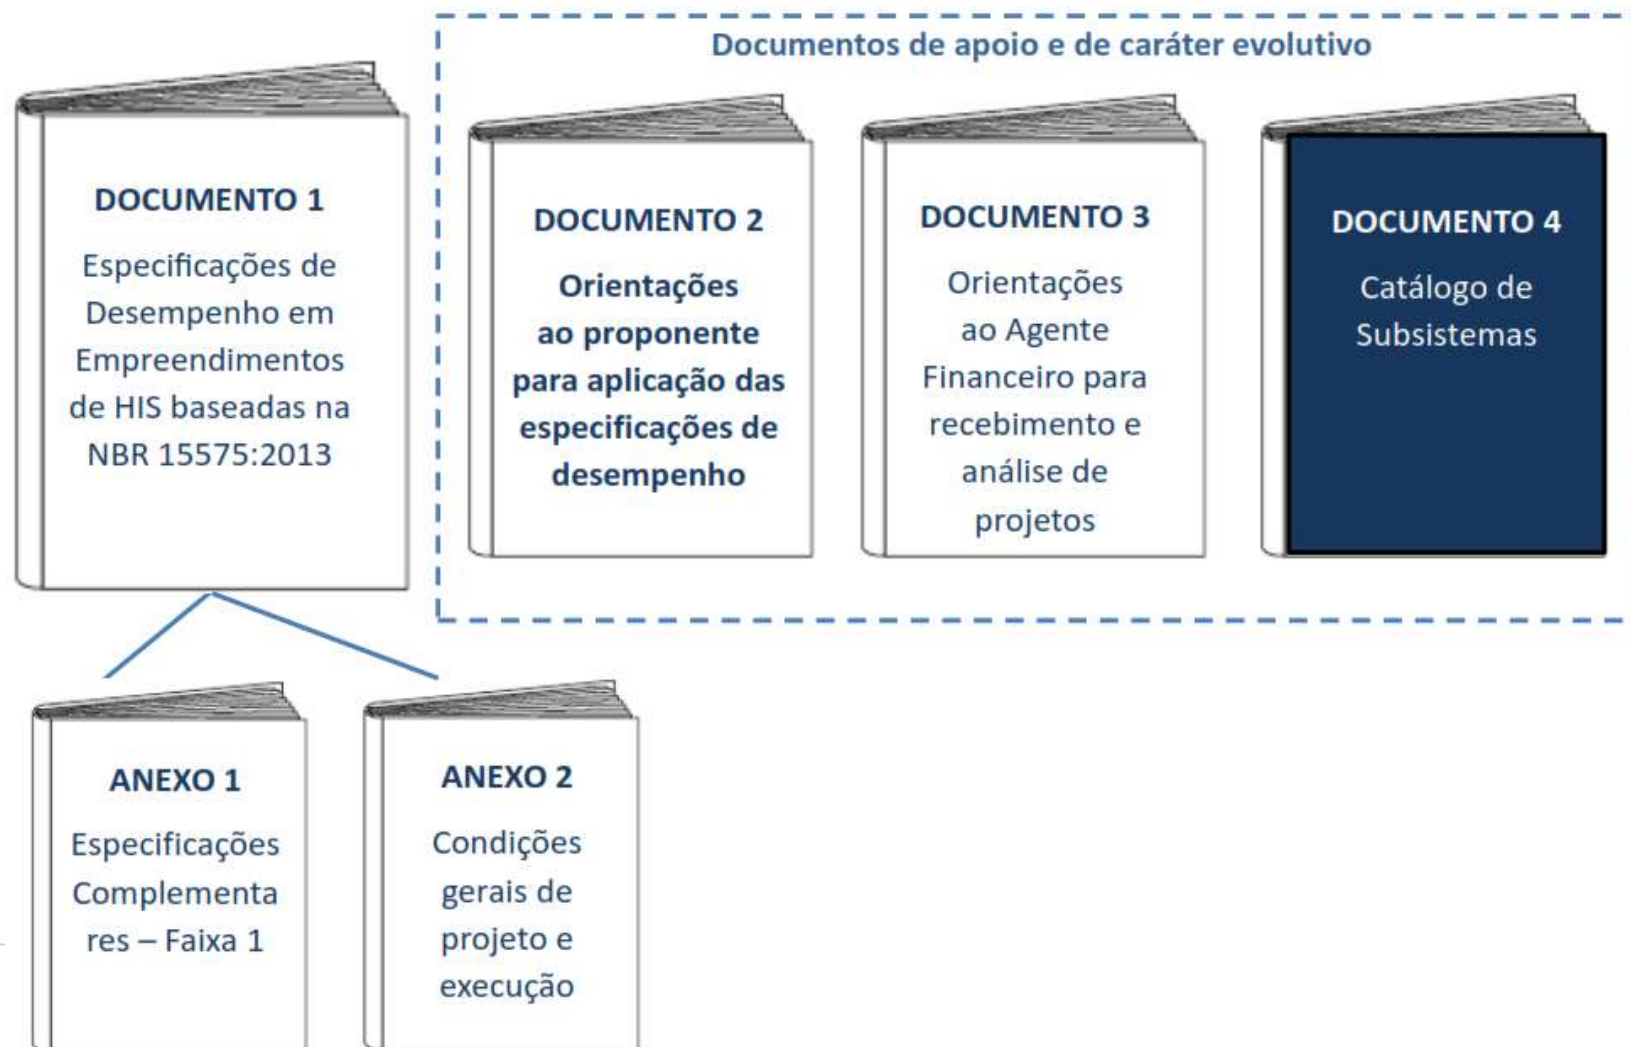 Documentos de apoio e de caráter evolutivo
DOCUMENTO 1
Especificações de
Desempenho em
Empreendimentos
de HIS baseadas na
NBR 15575:2013
DOCUMENTO 2
Orientações
ao proponente
para aplicação das
especificações de
desempenho
DOCUMENTO 3
Orientações
ao Agente
Financeiro para
recebimento e
análise de
projetos
DOCUMENTO 4
Catálogo de
Subsistemas
ANEXO 1
Especificações
Complementa
res – Faixa 1
ANEXO 2
Condições
gerais de
projeto e
execução